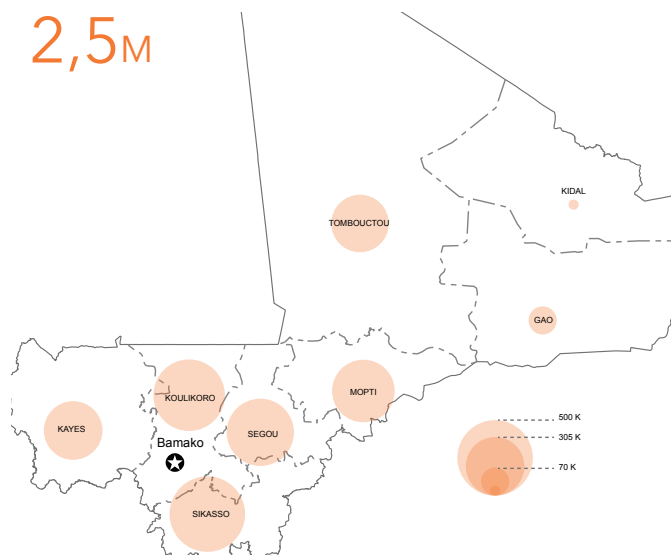 2,5M
KIDAL
TOMBOUCTOU
GAO
KOULIKORO
MOPTI
KAYES
SEGOU
Bamako
SIKASSO
500 K
305 K
70 K